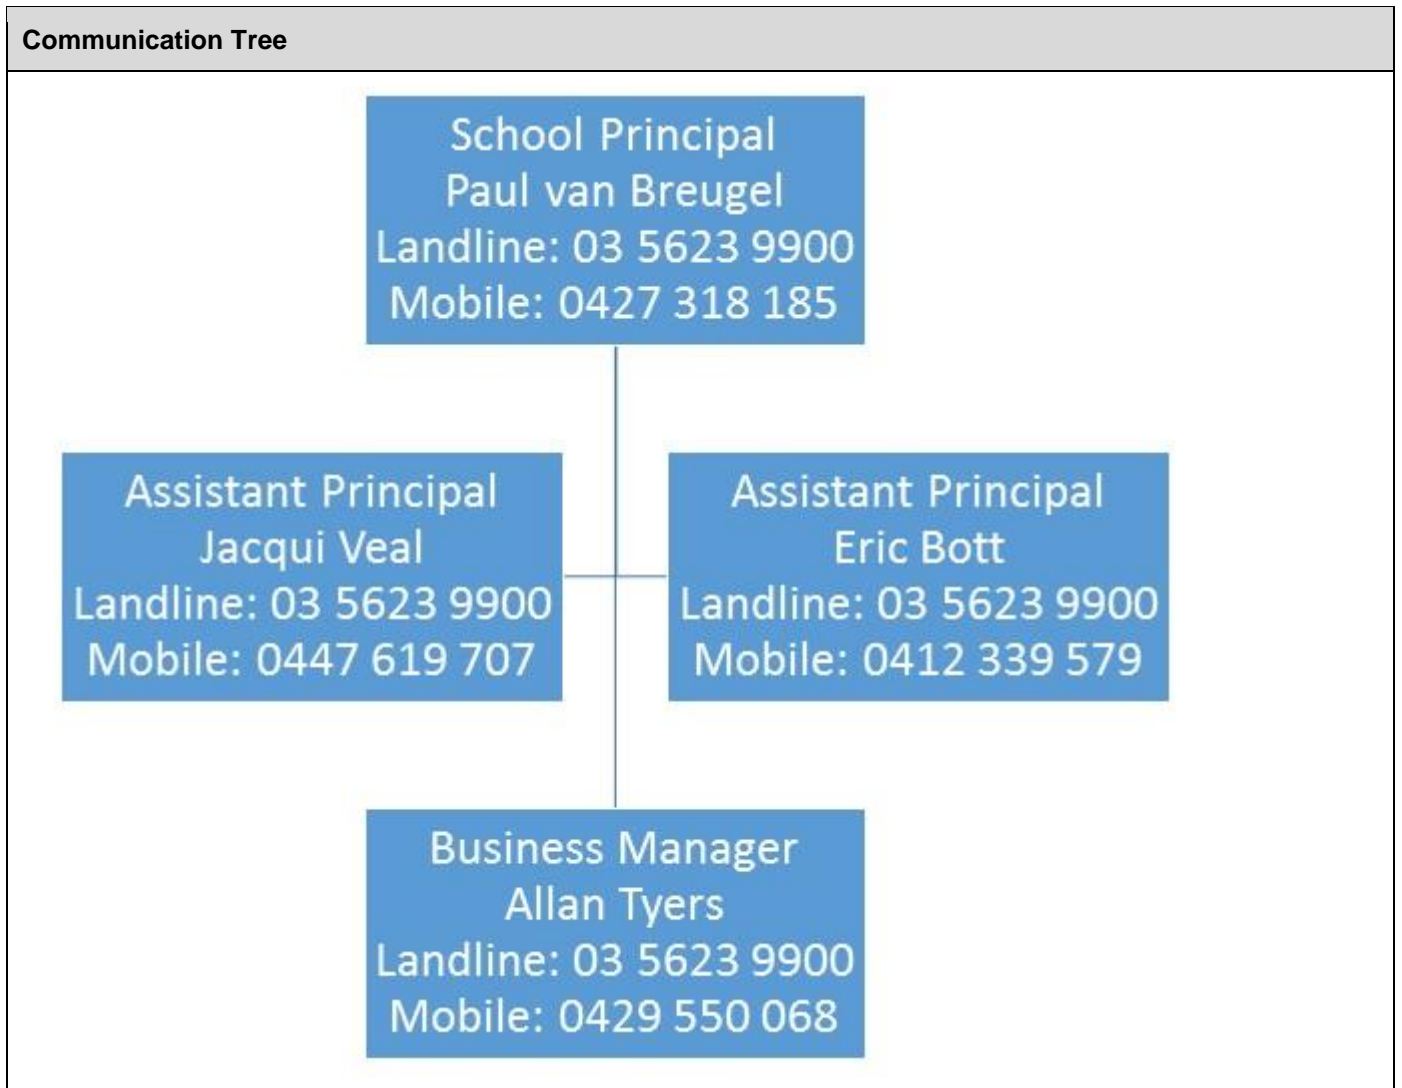 Communication Tree
School Principal
Paul van Breugel
Landline: 03 5623 9900
Mobile: 0427 318 185
Assistant Principal
Jacqui Veal
Landline: 03 5623 9900
Mobile: 0447 619 707
Assistant Principal
Eric Bott
Landline: 03 5623 9900
Mobile: 0412 339 579
Business Manager
Allan Tyers
Landline: 03 5623 9900
Mobile: 0429 550 068